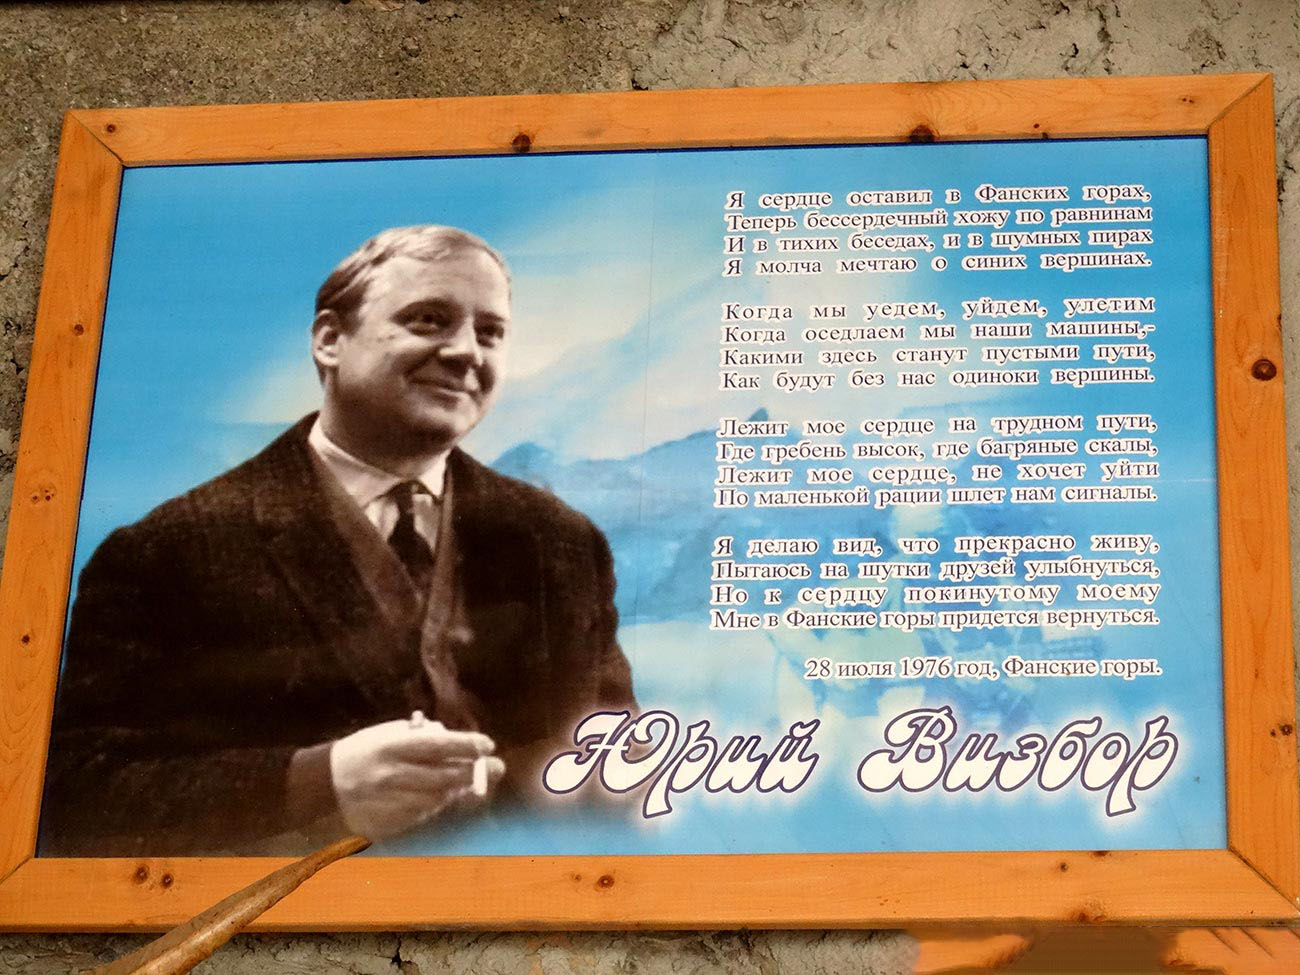 Я сердце оставил в Фанских горах,
Теперь бессердечный хожу по равнинам
И в тихих беседах, и в шумных пирах
Я молча мечтаю о синих вершинах.
Когда мы уедем, уйдем, улетим
Когда оседлаем мы наши машины,-
Какими здесь станут пустыми пути,
Как будут без нас одиноки вершины.
Лежит мое сердце на трудном пути,
Где гребень высок, где багряные скалы,
Лежит мое сердце, не хочет уйти
По маленькой рации шлет нам сигналы.
Я делаю вид, что прекрасно живу,
Пытаюсь на шутки друзей улыбнуться,
Но к сердцу покинутому моему
Мне в Фанские горы придется вернуться.
28 июля 1976 год, Фанские горы.
Юрий Визбор